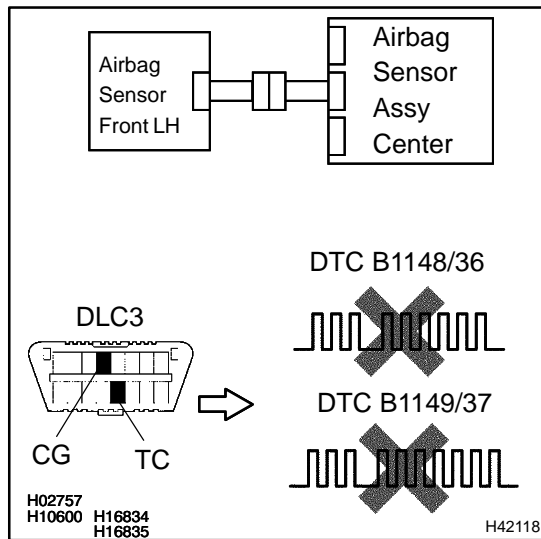 Airbag
Sensor
Front LH
Airbag
Sensor
Assy
Center
DTC B1148/36
DLC3
DTC B1149/37
CG
TC
H02757
H10600 H16834
H16835
H42118